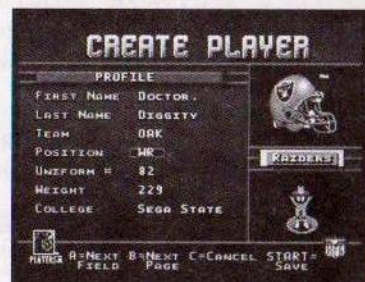 CREATE PLAYER
PROFILE
FIRST NAME DOCTOR.
LAST NAME DIGGITY
TEAM OAK
POSITION WR
UNIFORM # 82
WEIGHT 229
COLLEGE SEGA STATE
RAIDERS
PLAYERS
A=NEXT FIELD B=NEXT PAGE C=CANCEL START=SAVE